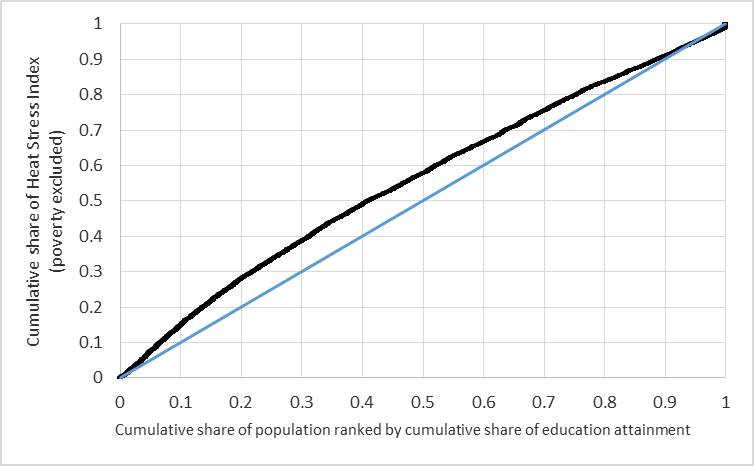 Cumulative share of Heat Stress Index
(poverty excluded)
1
0.9
0.8
0.7
0.6
0.5
0.4
0.3
0.2
0.1
0
0 0.1 0.2 0.3 0.4 0.5 0.6 0.7 0.8 0.9 1
Cumulative share of population ranked by cumulative share of education attainment